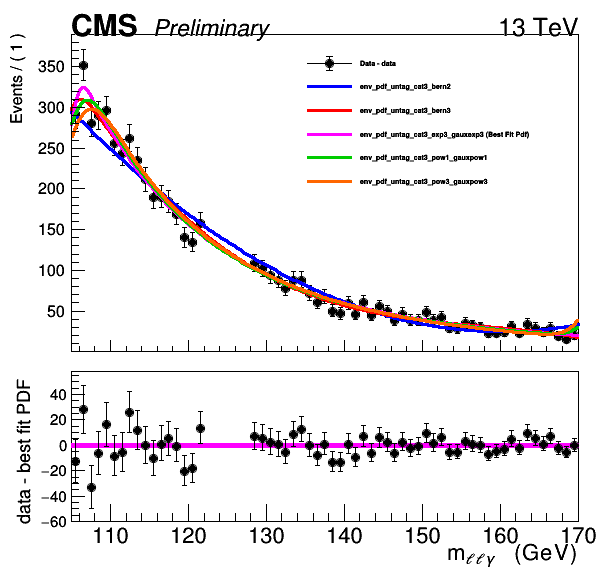 CMS Preliminary 13 TeV
Events / ( 1 )
350
300
250
200
150
100
50
Data - data
env_pdf_untag_cat3_bern2
env_pdf_untag_cat3_bern3
env_pdf_untag_cat3_exp3_gauxexp3 (Best Fit Pdf)
env_pdf_untag_cat3_pow1_gauxpow1
env_pdf_untag_cat3_pow3_gauxpow3
data - best fit PDF
40
20
0
−20
−40
−60
110 120 130 140 150 160 170
m_ℓℓγ (GeV)